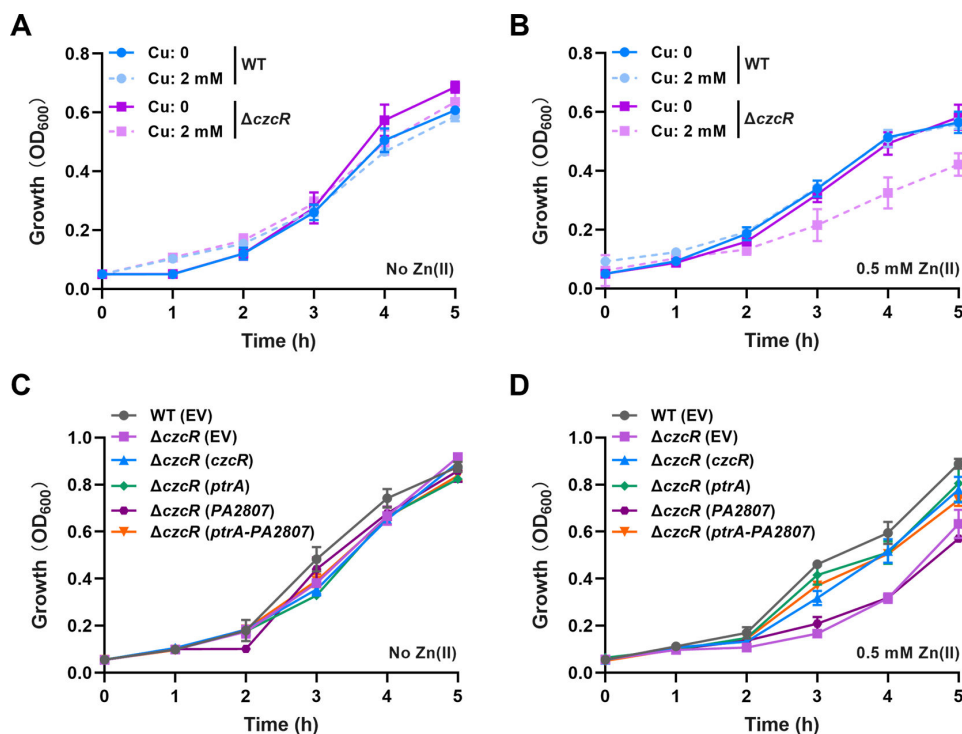 A
Cu: 0
Cu: 2 mM
WT
Cu: 0
Cu: 2 mM
ΔczcR
Growth (OD600)
0.8
0.6
0.4
0.2
0.0
No Zn(II)
0 1 2 3 4 5
Time (h)
B
Cu: 0
Cu: 2 mM
WT
Cu: 0
Cu: 2 mM
ΔczcR
Growth (OD600)
0.8
0.6
0.4
0.2
0.0
0.5 mM Zn(II)
0 1 2 3 4 5
Time (h)
C
WT (EV)
ΔczcR (EV)
ΔczcR (czcR)
ΔczcR (ptrA)
ΔczcR (PA2807)
ΔczcR (ptrA-PA2807)
Growth (OD600)
1.0
0.8
0.6
0.4
0.2
0.0
No Zn(II)
0 1 2 3 4 5
Time (h)
D
WT (EV)
ΔczcR (EV)
ΔczcR (czcR)
ΔczcR (ptrA)
ΔczcR (PA2807)
ΔczcR (ptrA-PA2807)
Growth (OD600)
1.0
0.8
0.6
0.4
0.2
0.0
0.5 mM Zn(II)
0 1 2 3 4 5
Time (h)